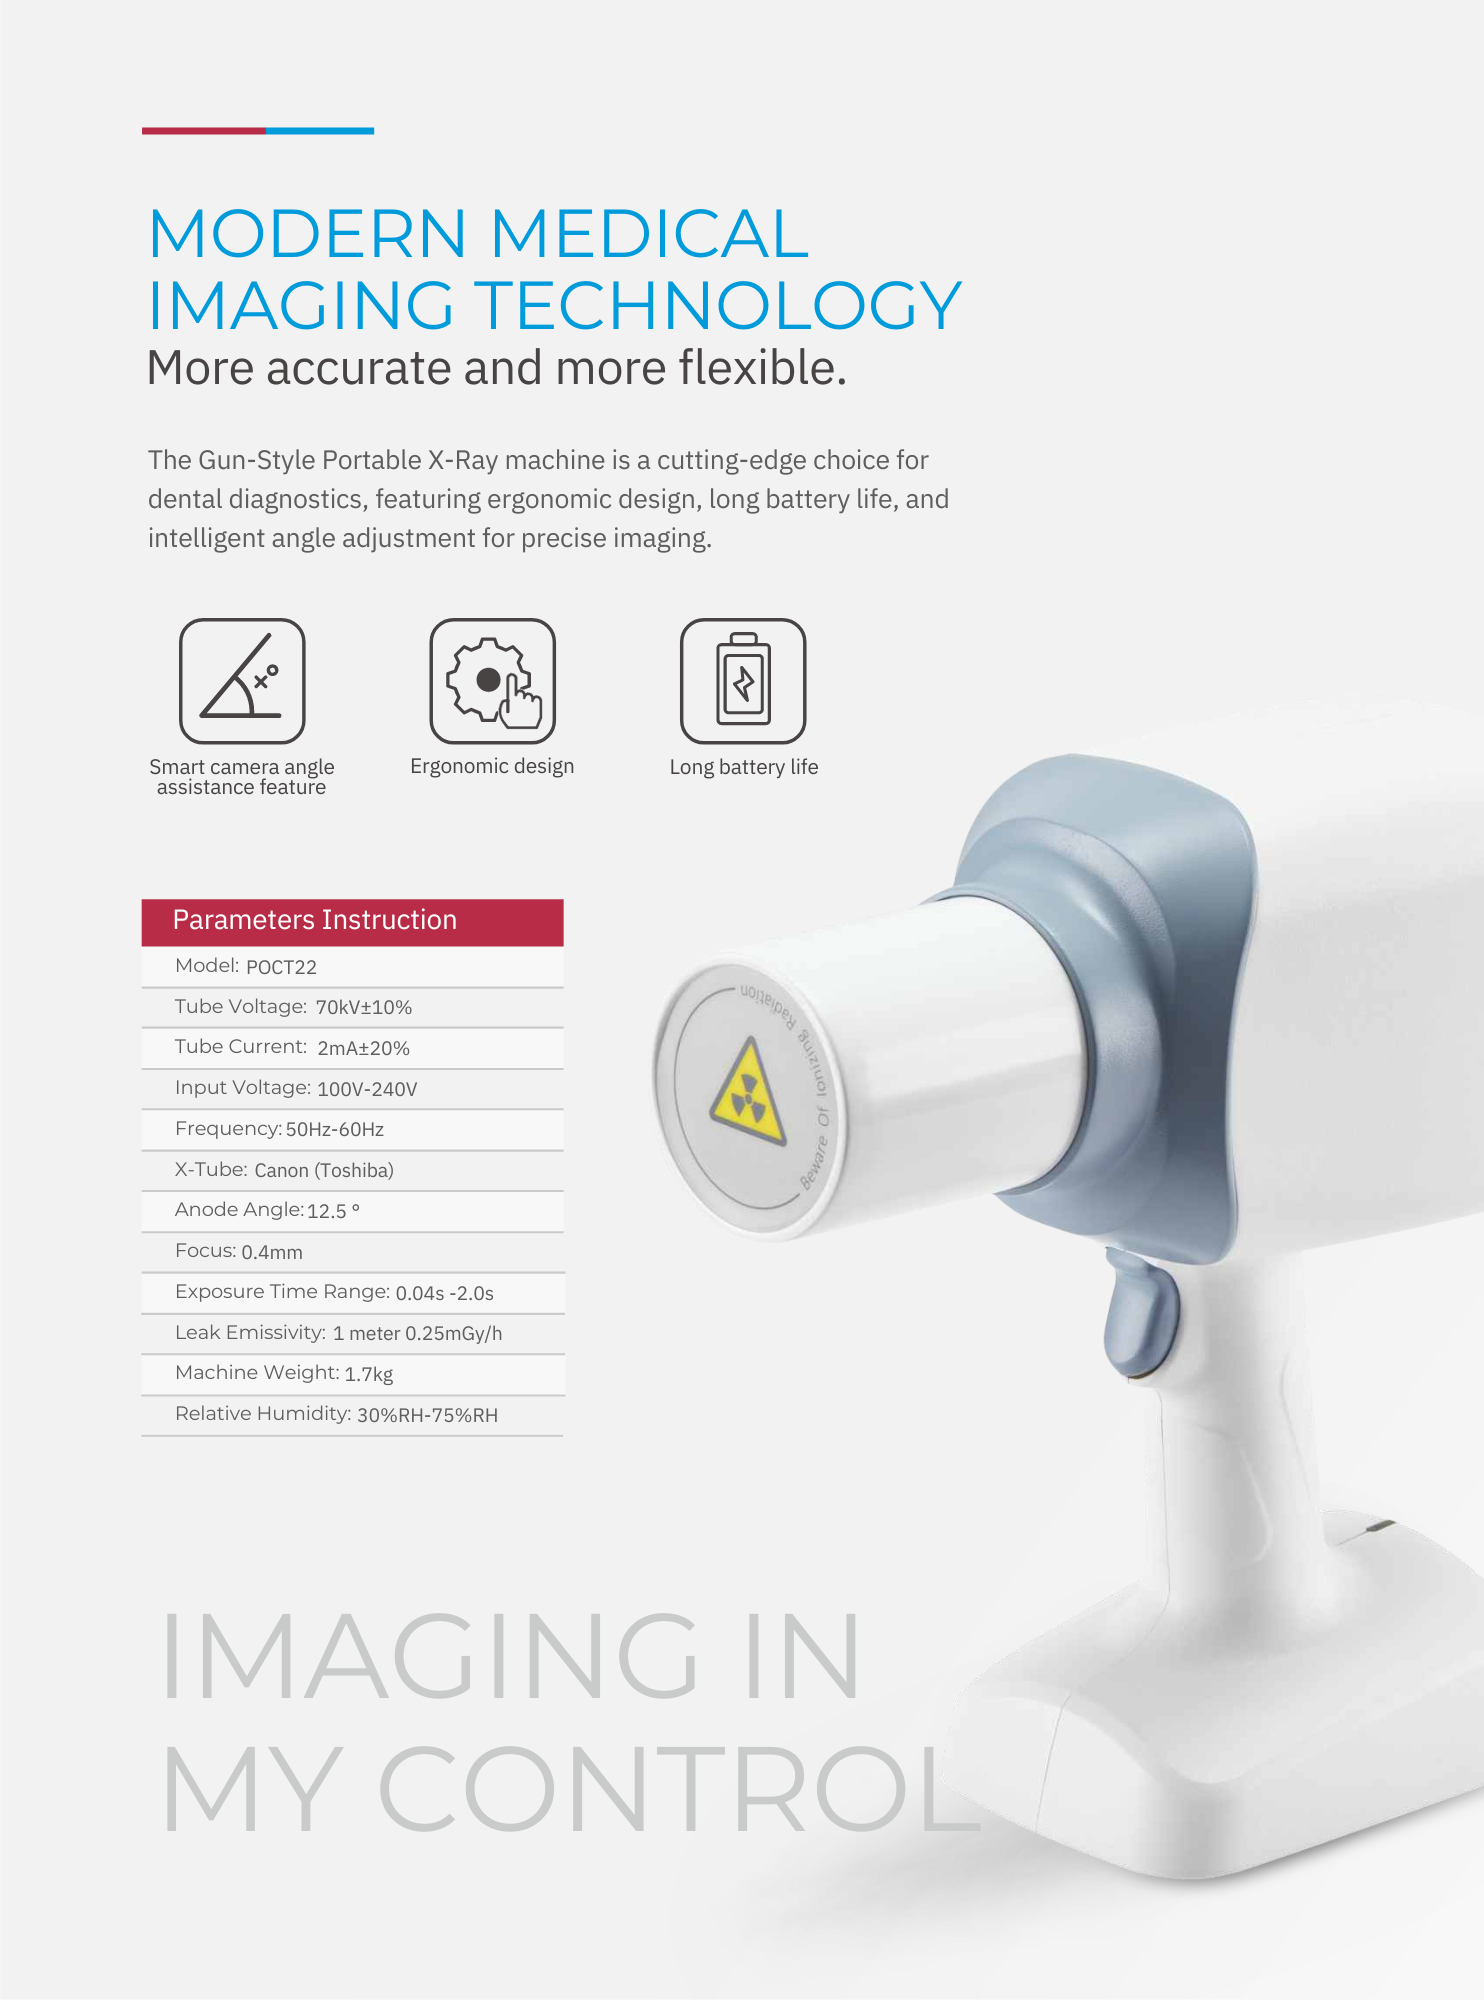 MODERN MEDICAL
IMAGING TECHNOLOGY
More accurate and more flexible.
The Gun-Style Portable X-Ray machine is a cutting-edge choice for
dental diagnostics, featuring ergonomic design, long battery life, and
intelligent angle adjustment for precise imaging.
x°
Smart camera angle
assistance feature
Ergonomic design
Long battery life
Parameters Instruction
Model: POCT22
Tube Voltage: 70kV±10%
Tube Current: 2mA±20%
Input Voltage: 100V-240V
Frequency: 50Hz-60Hz
X-Tube: Canon (Toshiba)
Anode Angle: 12.5 °
Focus: 0.4mm
Exposure Time Range: 0.04s -2.0s
Leak Emissivity: 1 meter 0.25mGy/h
Machine Weight: 1.7kg
Relative Humidity: 30%RH-75%RH
Beware Of Ionizing Radiation
IMAGING IN
MY CONTROL